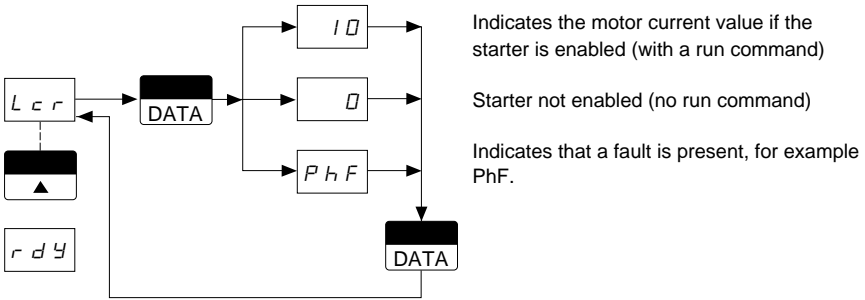 10
Indicates the motor current value if the
starter is enabled (with a run command)
Lcr
DATA
0
Starter not enabled (no run command)
PhF
Indicates that a fault is present, for example
PhF.
▲
rdY
DATA